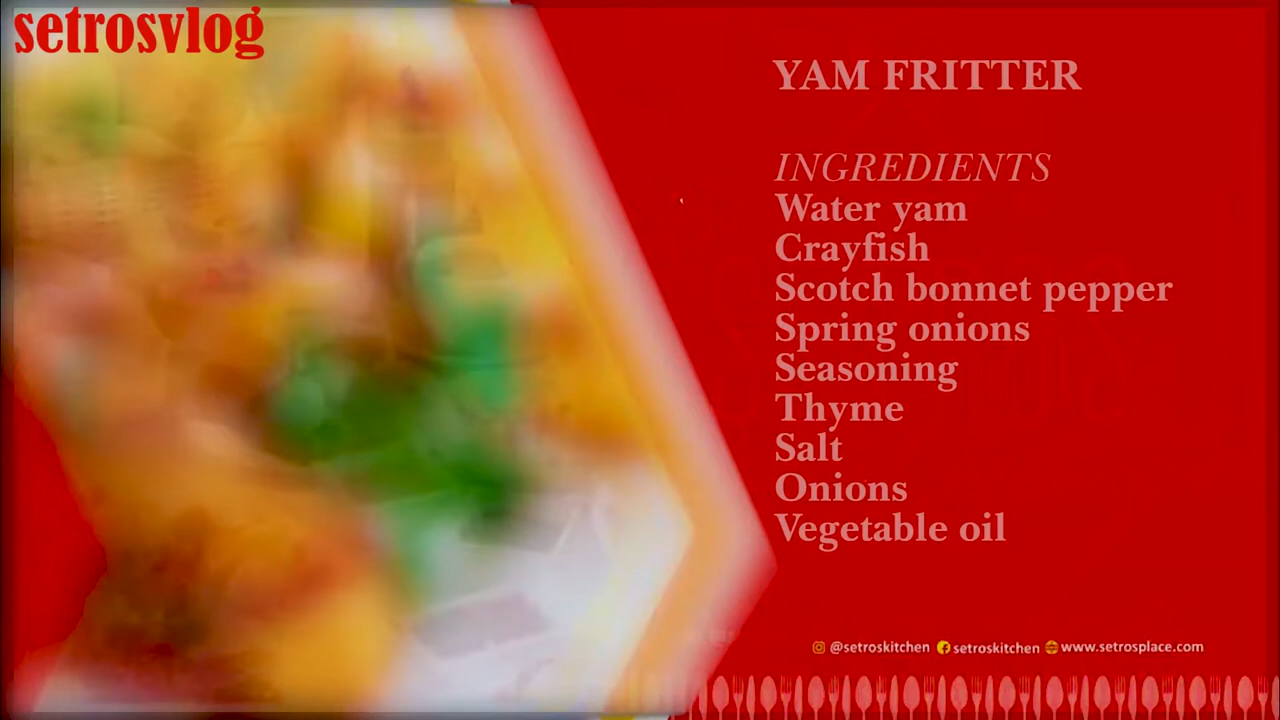 setrosvlog
YAM FRITTER
INGREDIENTS
Water yam
Crayfish
Scotch bonnet pepper
Spring onions
Seasoning
Thyme
Salt
Onions
Vegetable oil
@setroskitchen setroskitchen www.setrosplace.com